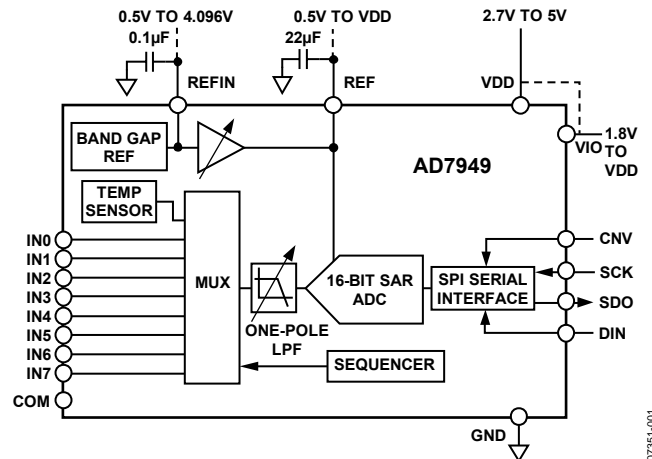 0.5V TO 4.096V
0.1µF
REFIN
0.5V TO VDD
22µF
REF
2.7V TO 5V
VDD
BAND GAP
REF
AD7949
VIO
1.8V
TO
VDD
TEMP
SENSOR
IN0
IN1
IN2
IN3
IN4
IN5
IN6
IN7
COM
MUX
ONE-POLE
LPF
16-BIT SAR
ADC
SPI SERIAL
INTERFACE
CNV
SCK
SDO
DIN
SEQUENCER
GND
07351-001